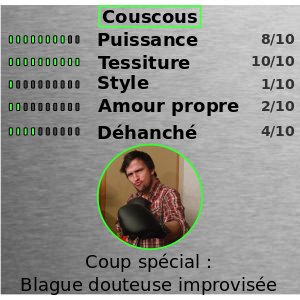 Couscous
Puissance 8/10
Tessiture 10/10
Style 1/10
Amour propre 2/10
Déhanché 4/10
Coup spécial :
Blague douteuse improvisée